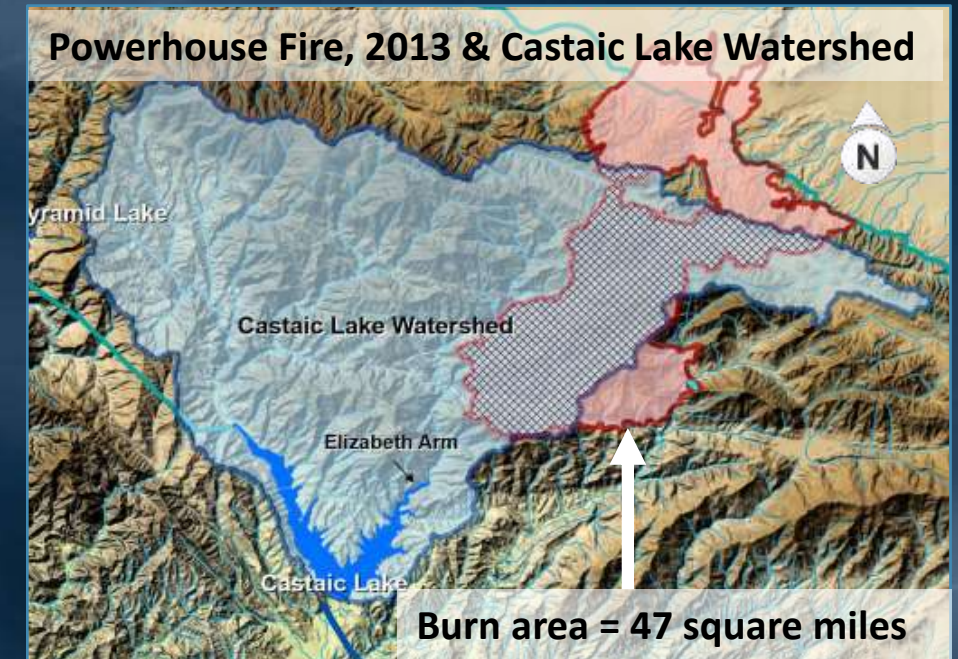 Powerhouse Fire, 2013 & Castaic Lake Watershed
N
yramid Lake
Castaic Lake Watershed
Elizabeth Arm
Castaic Lake
Burn area = 47 square miles